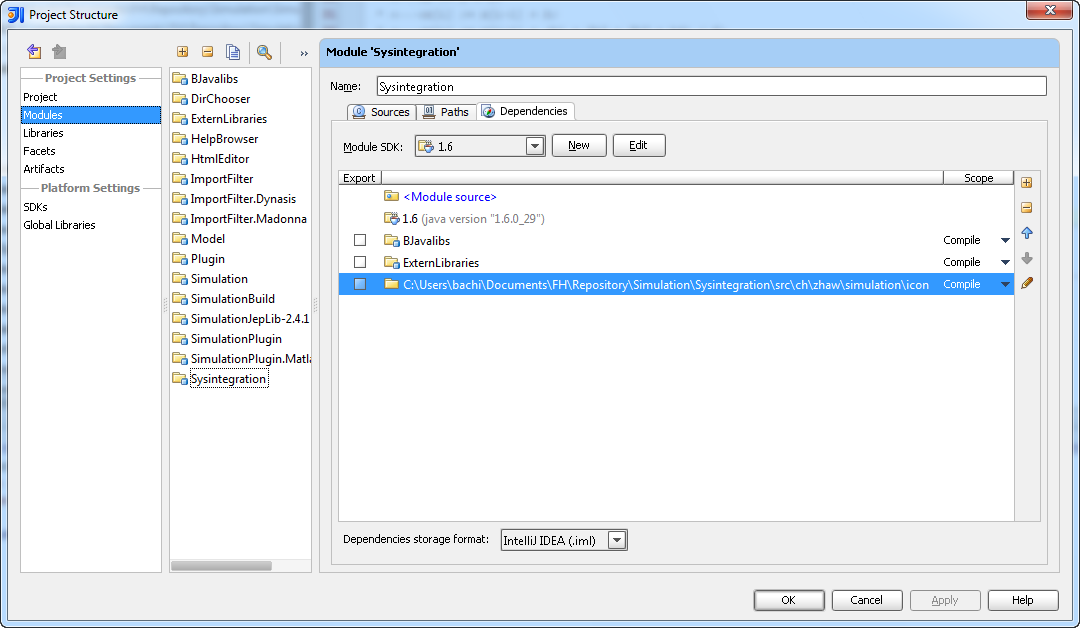 Project Structure
Project Settings
Project
Modules
Libraries
Facets
Artifacts
Platform Settings
SDKs
Global Libraries
»
BJavalibs
DirChooser
ExternLibraries
HelpBrowser
HtmlEditor
ImportFilter
ImportFilter.Dynasis
ImportFilter.Madonna
Model
Plugin
Simulation
SimulationBuild
SimulationJepLib-2.4.1
SimulationPlugin
SimulationPlugin.Matla
Sysintegration
Module 'Sysintegration'
Name: Sysintegration
Sources Paths Dependencies
Module SDK: 1.6 New Edit
Export Scope
<Module source>
1.6 (java version "1.6.0_29")
BJavalibs Compile
ExternLibraries Compile
C:\Users\bachi\Documents\FH\Repository\Simulation\Sysintegration\src\ch\zhaw\simulation\icon Compile
Dependencies storage format: IntelliJ IDEA (.iml)
OK Cancel Apply Help